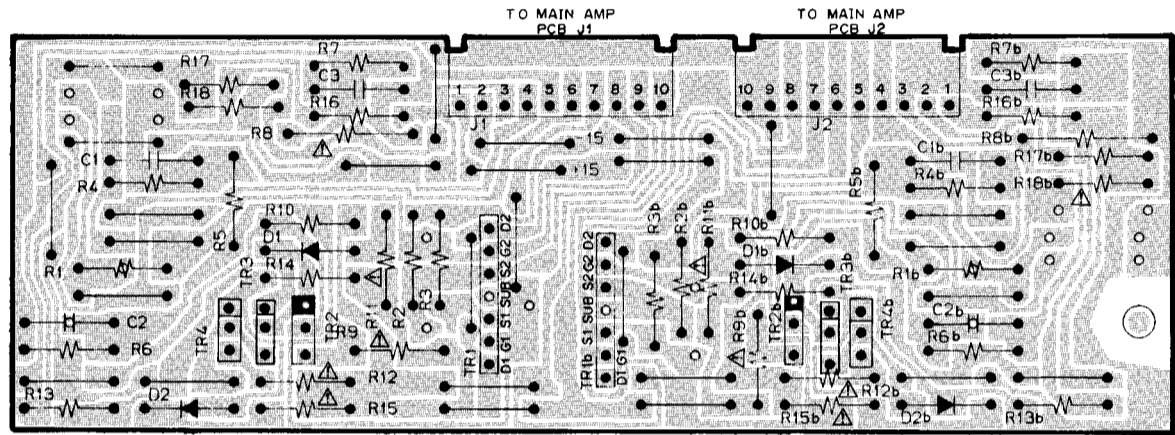 TO MAIN AMP
PCB J1
TO MAIN AMP
PCB J2
R7
R17
C3
R18
R16
R8
1 2 3 4 5 6 7 8 9 10
J1
-15
+15
10 9 8 7 6 5 4 3 2 1
J2
R7b
C3b
R16b
R8b
R17b
R18b
C1
R4
R5
R10
D1
R14
TR3
R1
C2
R6
TR4
TR2
R9
R11
R2
R3
TR1
D1 G1 S1 SUB S2 G2 D2
R13
D2
R12
R15
TR1b
D1 G1 S1 SUB S2 G2 D2
R3b
R2b
R11b
R10b
D1b
R14b
R5b
C1b
R4b
R1b
C2b
R6b
TR3b
TR4b
TR2b
R9b
R12b
R15b
D2b
R13b